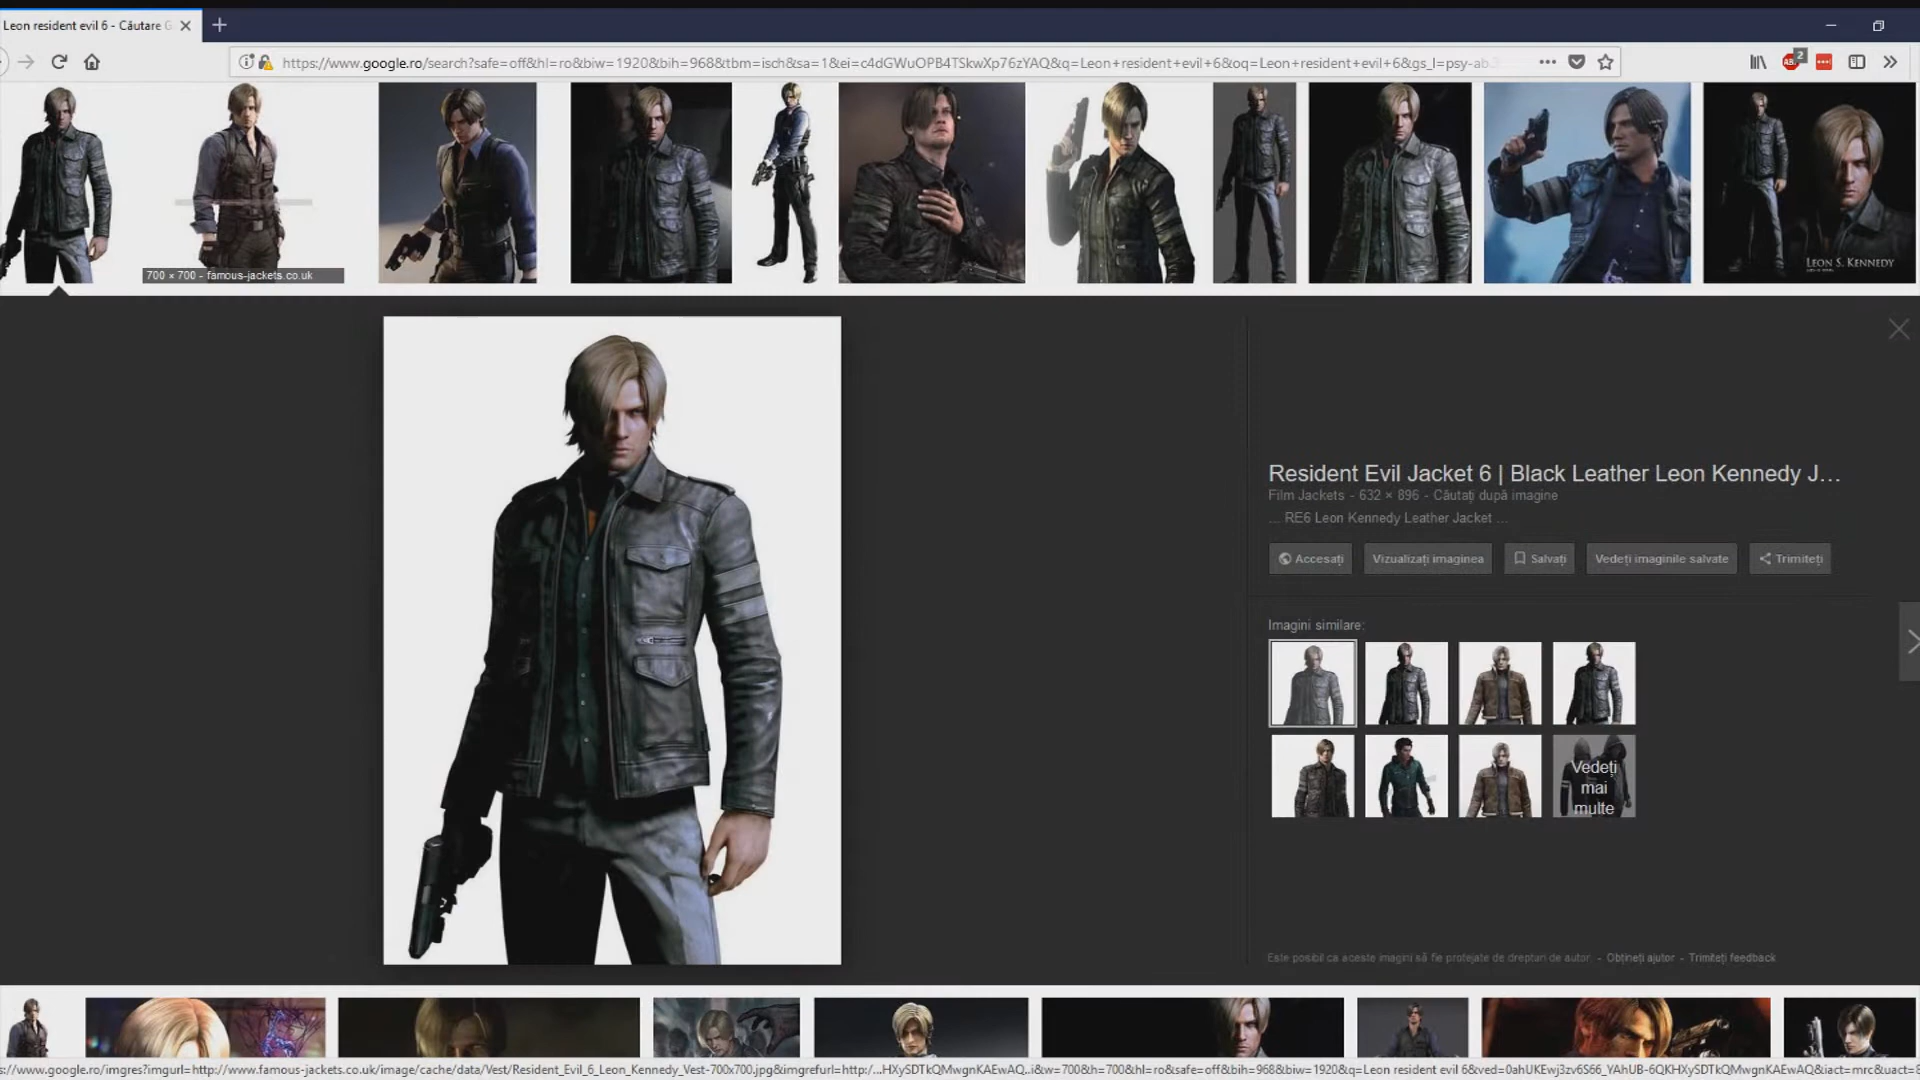 Leon resident evil 6 - Căutare G
https://www.google.ro/search?safe=off&hl=ro&biw=1920&bih=968&tbm=isch&sa=1&ei=c4dGWuOPB4TSkwXp76zYAQ&q=Leon+resident+evil+6&oq=Leon+resident+evil+6&gs_l=psy-ab.
2
700 × 700 - famous-jackets.co.uk
LEON S. KENNEDY
Resident Evil Jacket 6 | Black Leather Leon Kennedy J...
Film Jackets - 632 × 896 - Căutați după imagine
... RE6 Leon Kennedy Leather Jacket ...
Accesați
Vizualizați imaginea
Salvați
Vedeți imaginile salvate
Trimiteți
Imagini similare:
Vedeți
mai
multe
Este posibil ca aceste imagini să fie protejate de drepturi de autor. - Obțineți ajutor - Trimiteți feedback
s://www.google.ro/imgres?imgurl=http://www.famous-jackets.co.uk/image/cache/data/Vest/Resident_Evil_6_Leon_Kennedy_Vest-700x700.jpg&imgrefurl=http:/...HXySDTkQMwgnKAEwAQ..i&w=700&h=700&hl=ro&safe=off&bih=968&biw=1920&q=Leon resident evil 6&ved=0ahUKEwj3zv6S66_YAhUB-6QKHXySDTkQMwgnKAEwAQ&iact=mrc&uact=8